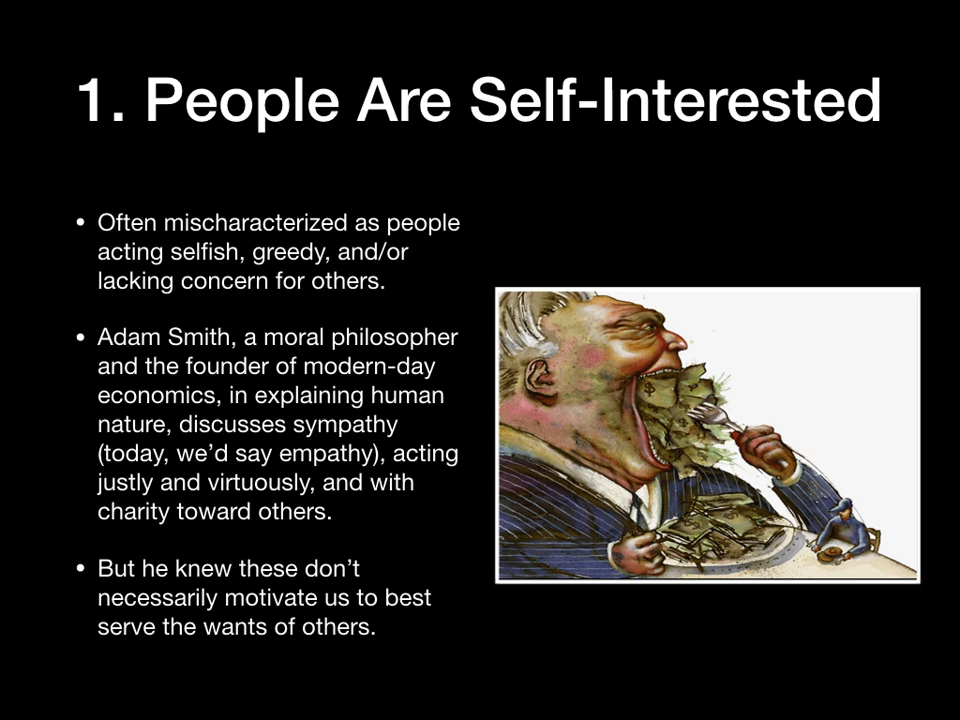 1. People Are Self-Interested
• Often mischaracterized as people
acting selfish, greedy, and/or
lacking concern for others.
• Adam Smith, a moral philosopher
and the founder of modern-day
economics, in explaining human
nature, discusses sympathy
(today, we’d say empathy), acting
justly and virtuously, and with
charity toward others.
• But he knew these don’t
necessarily motivate us to best
serve the wants of others.